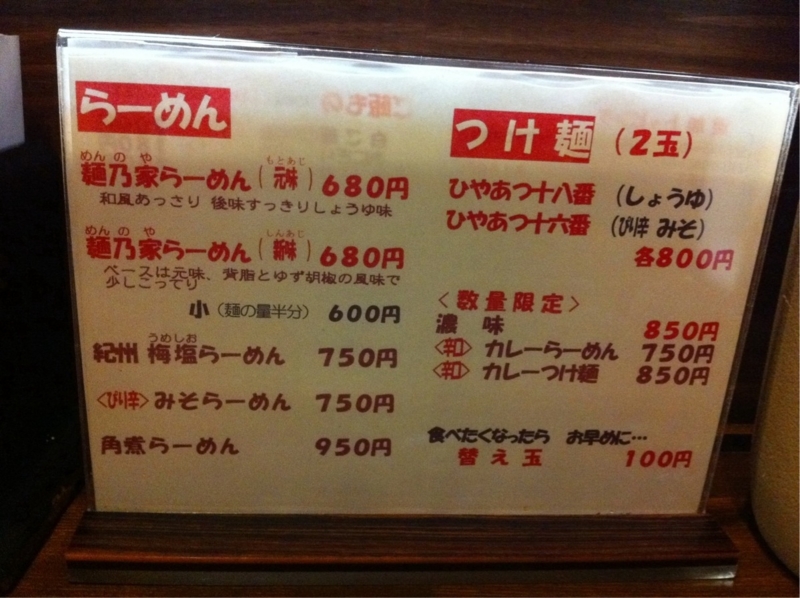 らーめん
めんのや もとあじ
麺乃家らーめん（元味）680円
和風あっさり 後味すっきりしょうゆ味
めんのや しんあじ
麺乃家らーめん（新味）680円
ベースは元味、背脂とゆず胡椒の風味で
少しこってり
小（麺の量半分） 600円
うめしお
紀州 梅塩らーめん 750円
＜ぴり辛＞みそらーめん 750円
角煮らーめん 950円
つけ麺（2玉）
ひやあつ十八番（しょうゆ）
ひやあつ十六番（ぴり辛 みそ）
各800円
＜数量限定＞
濃 味 850円
カレーらーめん 750円
カレーつけ麺 850円
食べたくなったら お早めに…
替え玉 100円